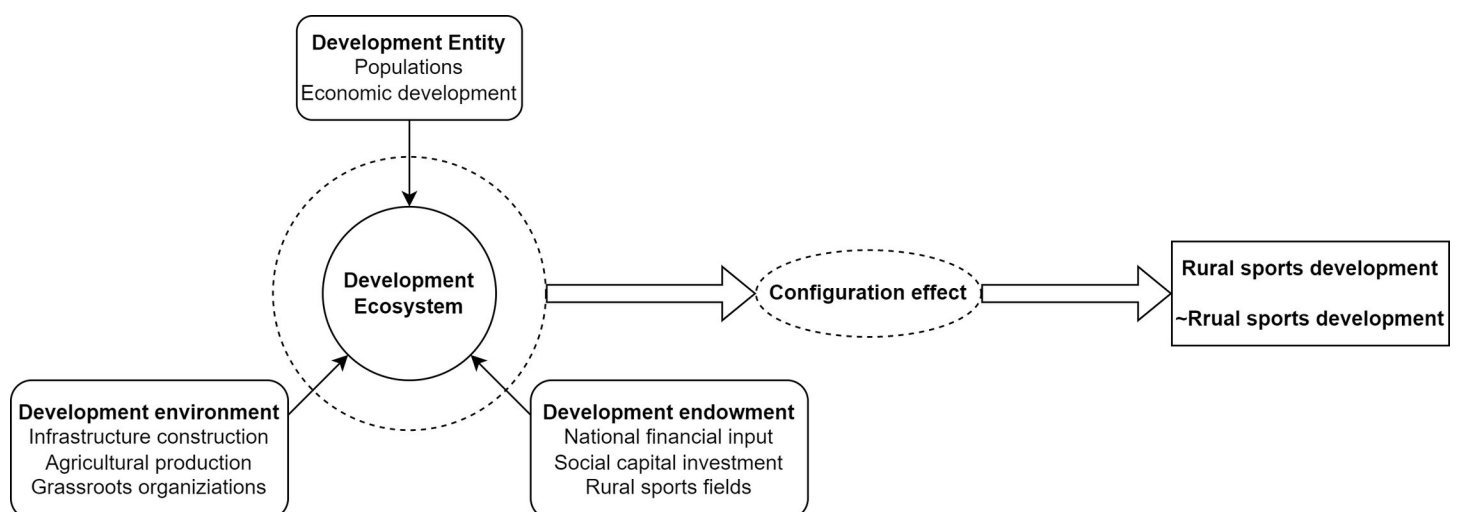 Development Entity
Populations
Economic development
Development
Ecosystem
Configuration effect
Rural sports development
~Rrual sports development
Development environment
Infrastructure construction
Agricultural production
Grassroots organiziations
Development endowment
National financial input
Social capital investment
Rural sports fields